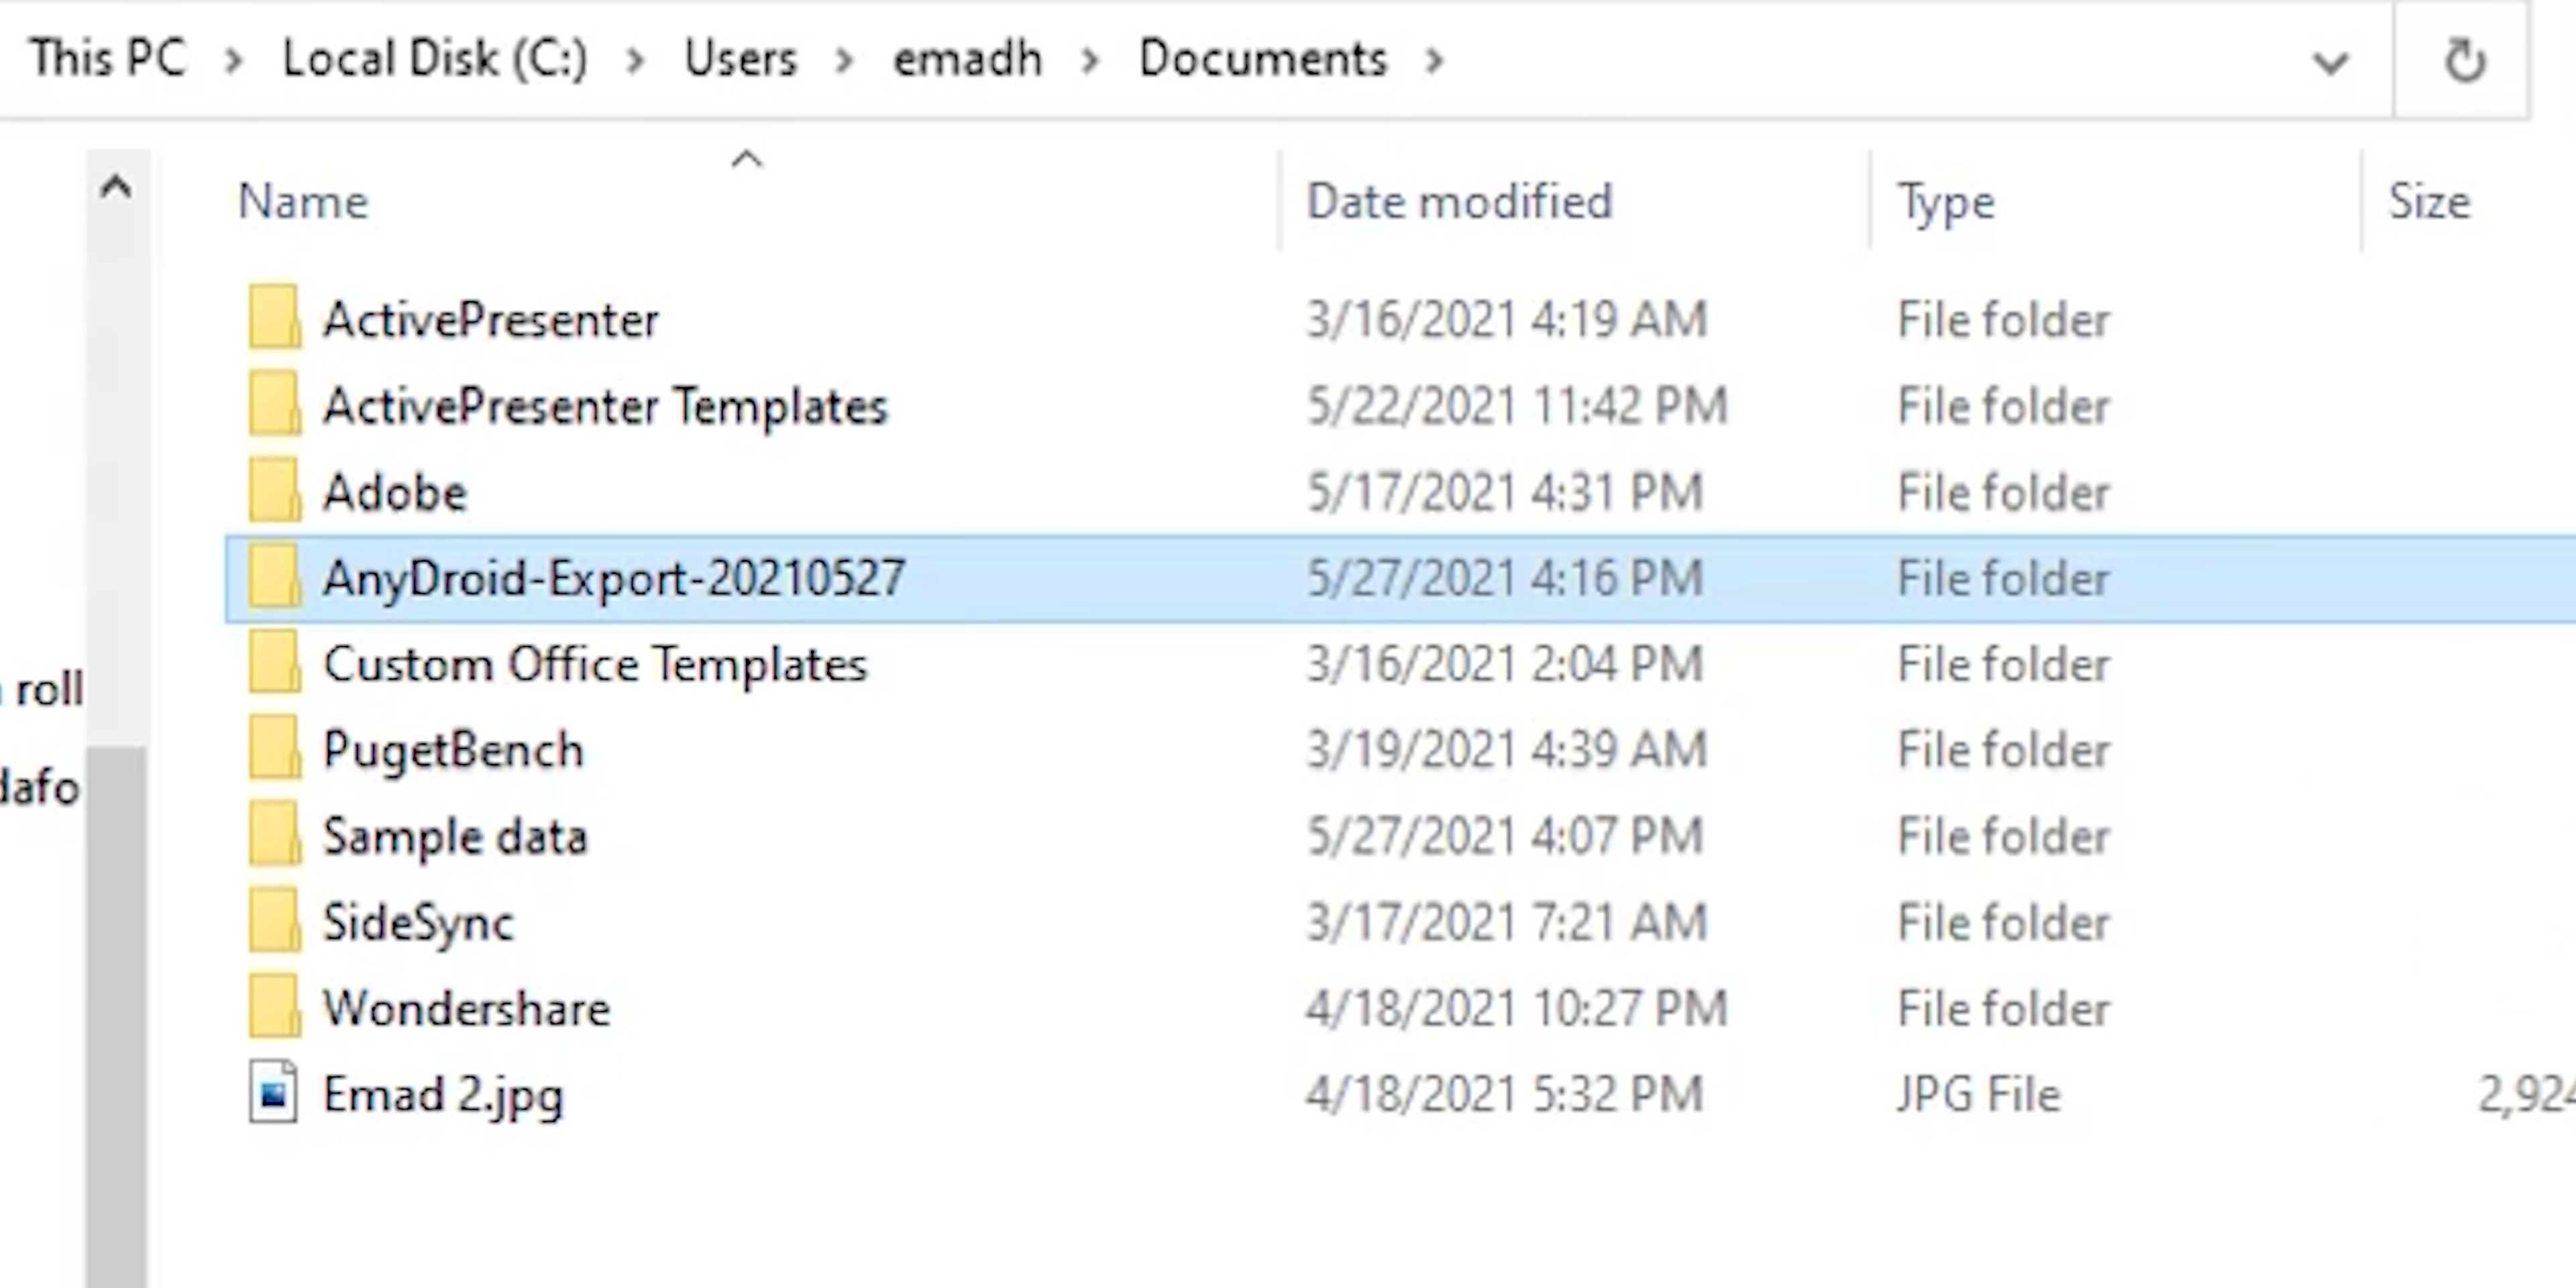 This PC > Local Disk (C:) > Users > emadh > Documents >
Name Date modified Type Size
ActivePresenter 3/16/2021 4:19 AM File folder
ActivePresenter Templates 5/22/2021 11:42 PM File folder
Adobe 5/17/2021 4:31 PM File folder
AnyDroid-Export-20210527 5/27/2021 4:16 PM File folder
Custom Office Templates 3/16/2021 2:04 PM File folder
roll
PugetBench 3/19/2021 4:39 AM File folder
dafo
Sample data 5/27/2021 4:07 PM File folder
SideSync 3/17/2021 7:21 AM File folder
Wondershare 4/18/2021 10:27 PM File folder
Emad 2.jpg 4/18/2021 5:32 PM JPG File 2,924